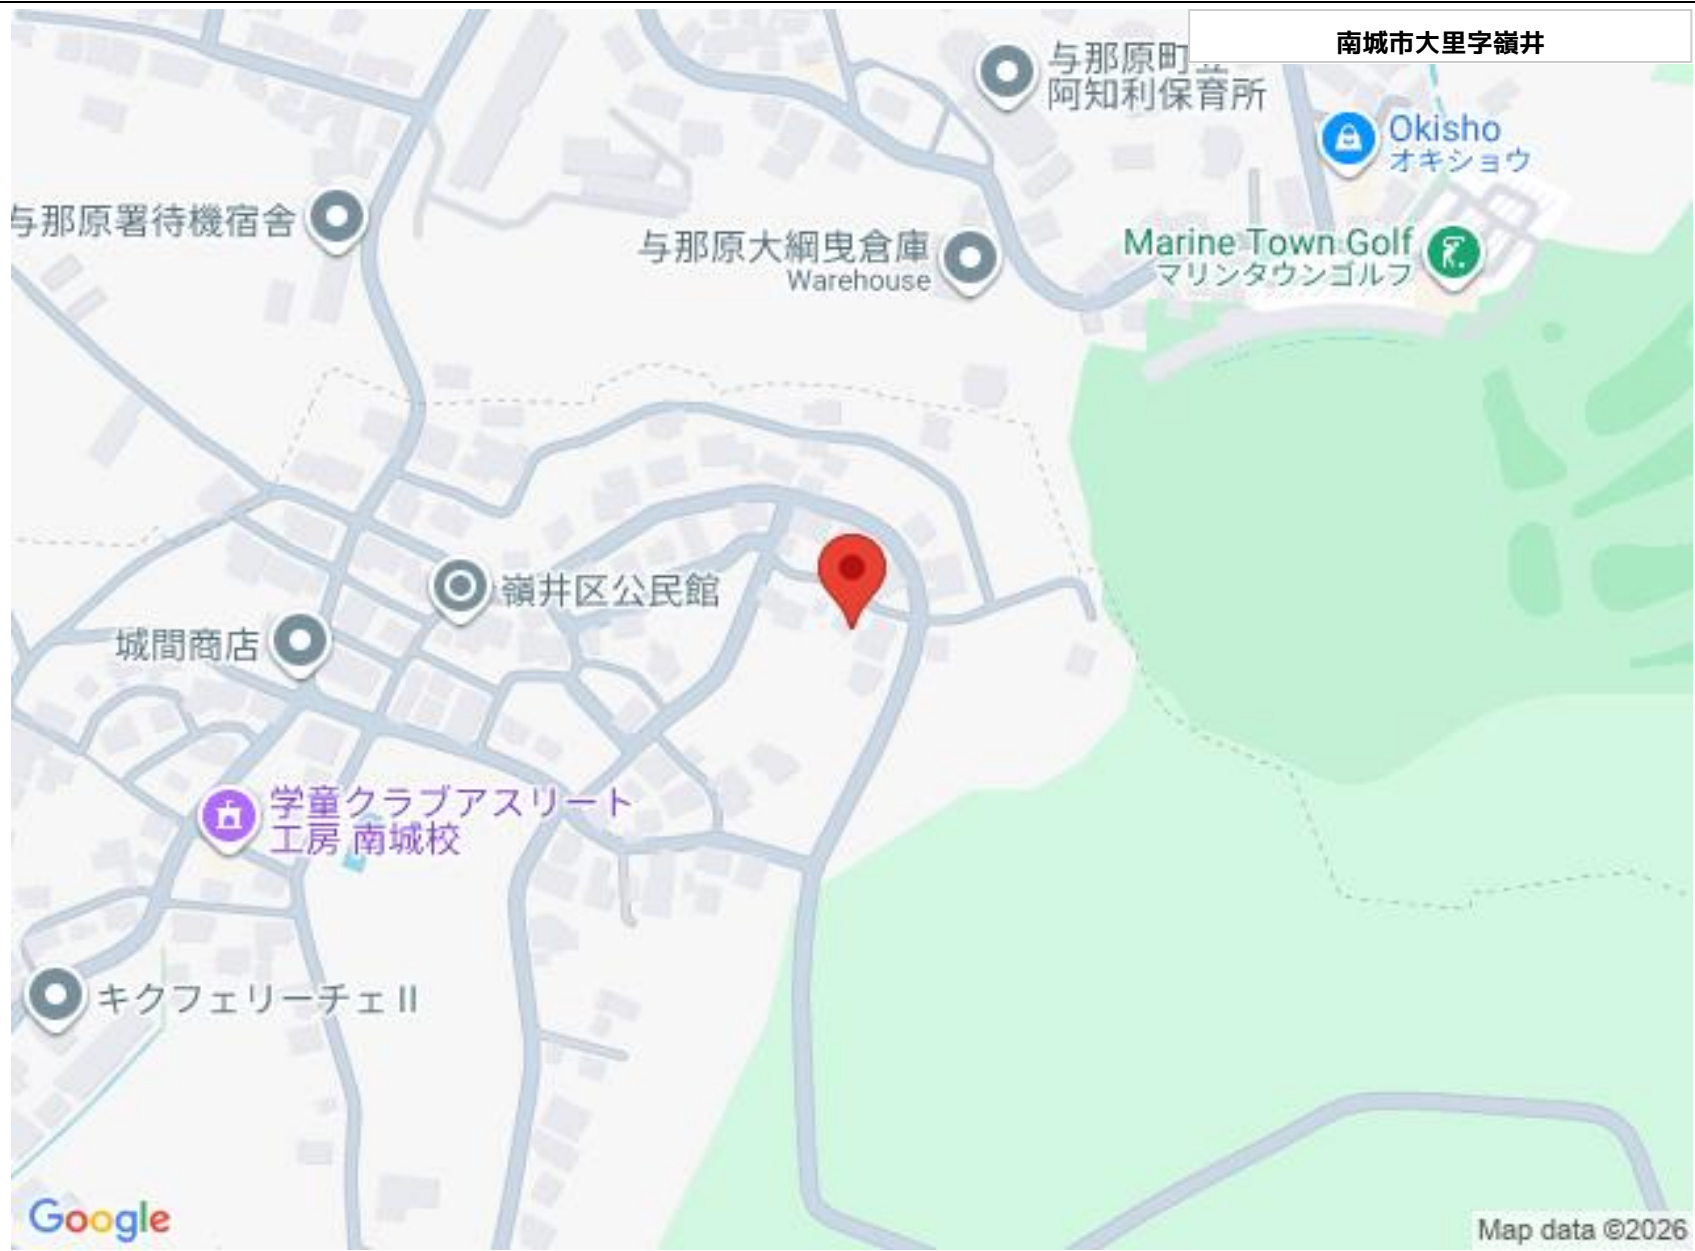 南城市大里字嶺井
与那原町立
阿知利保育所
Okisho
オキショウ
与那原署待機宿舎
与那原大綱曳倉庫
Warehouse
Marine Town Golf
マリンタウンゴルフ
嶺井区公民館
城間商店
学童クラブアスリート
工房 南城校
キクフェリーチェ II
Google
Map data ©2026